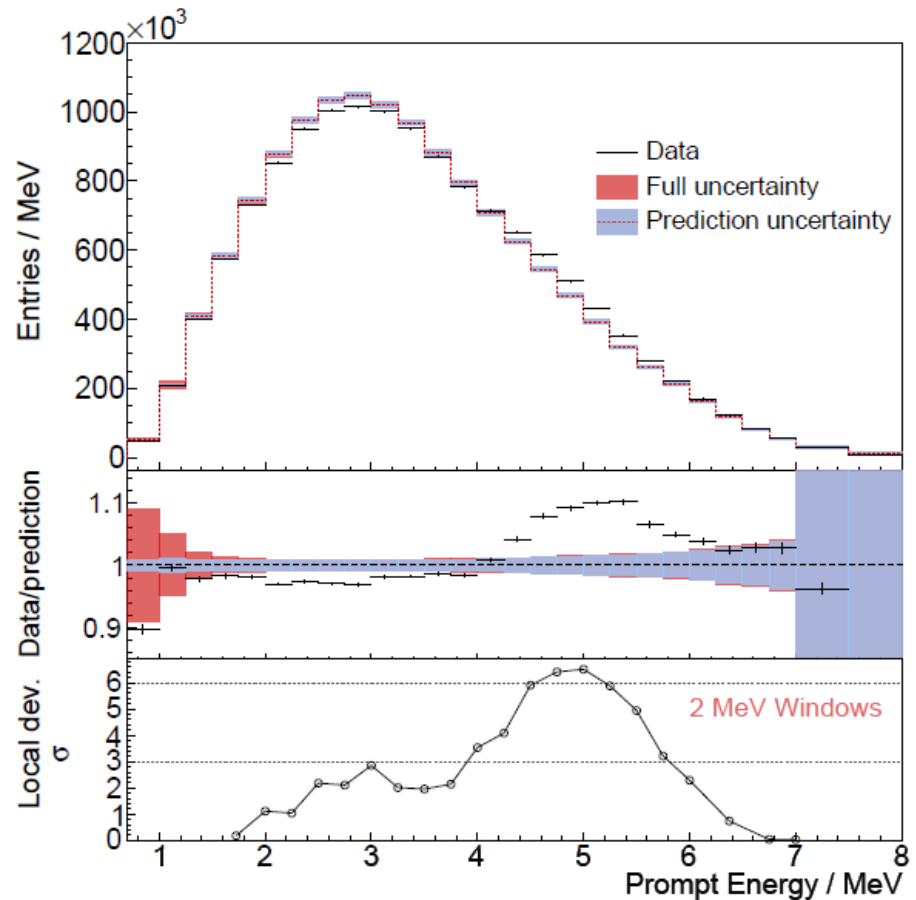 ×10³
1200
1000
800
600
400
200
0
Entries / MeV
Data
Full uncertainty
Prediction uncertainty
1.1
1
0.9
Data/prediction
6
5
4
3
2
1
0
Local dev.
σ
2 MeV Windows
1 2 3 4 5 6 7 8
Prompt Energy / MeV